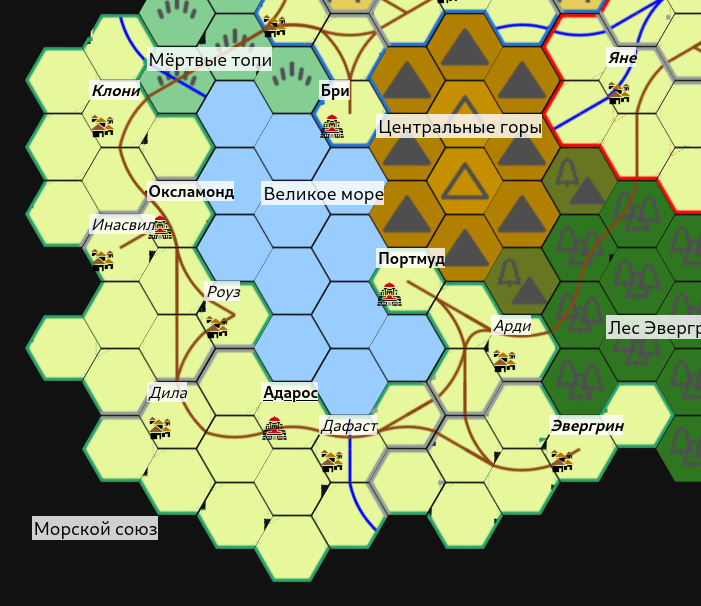 Мёртвые топи
Яне
Клони
Бри
Центральные горы
Оксламонд
Великое море
Инасвил
Портмуд
Роуз
Арди
Лес Эвергр
Дила
Адарос
Дафаст
Эвергрин
Морской союз